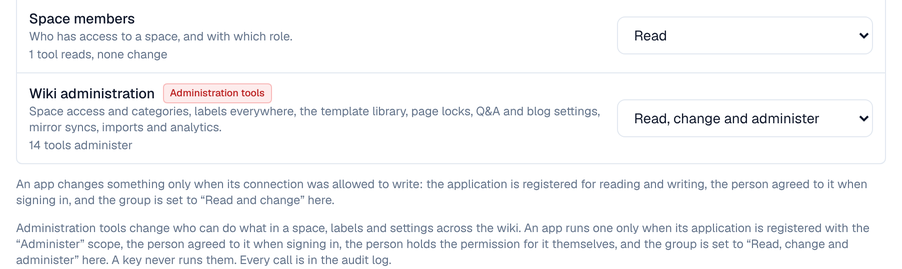 Space members
Who has access to a space, and with which role.
1 tool reads, none change
Read
Wiki administration
Administration tools
Space access and categories, labels everywhere, the template library, page locks, Q&A and blog settings,
mirror syncs, imports and analytics.
14 tools administer
Read, change and administer
An app changes something only when its connection was allowed to write: the application is registered for reading and writing, the person agreed to it when
signing in, and the group is set to “Read and change” here.
Administration tools change who can do what in a space, labels and settings across the wiki. An app runs one only when its application is registered with the
“Administer” scope, the person agreed to it when signing in, the person holds the permission for it themselves, and the group is set to “Read, change and
administer” here. A key never runs them. Every call is in the audit log.